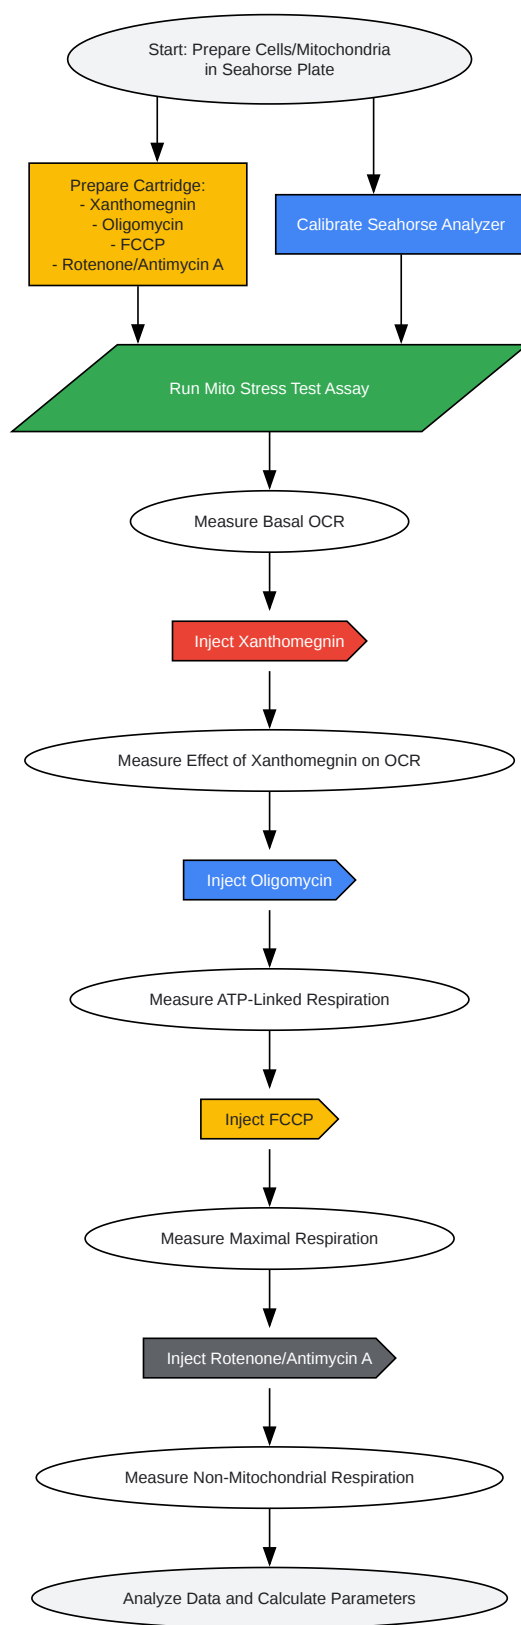 Start: Prepare Cells/Mitochondria
in Seahorse Plate
Prepare Cartridge:
- Xanthomegnin
- Oligomycin
- FCCP
- Rotenone/Antimycin A
Calibrate Seahorse Analyzer
Run Mito Stress Test Assay
Measure Basal OCR
Inject Xanthomegnin
Measure Effect of Xanthomegnin on OCR
Inject Oligomycin
Measure ATP-Linked Respiration
Inject FCCP
Measure Maximal Respiration
Inject Rotenone/Antimycin A
Measure Non-Mitochondrial Respiration
Analyze Data and Calculate Parameters